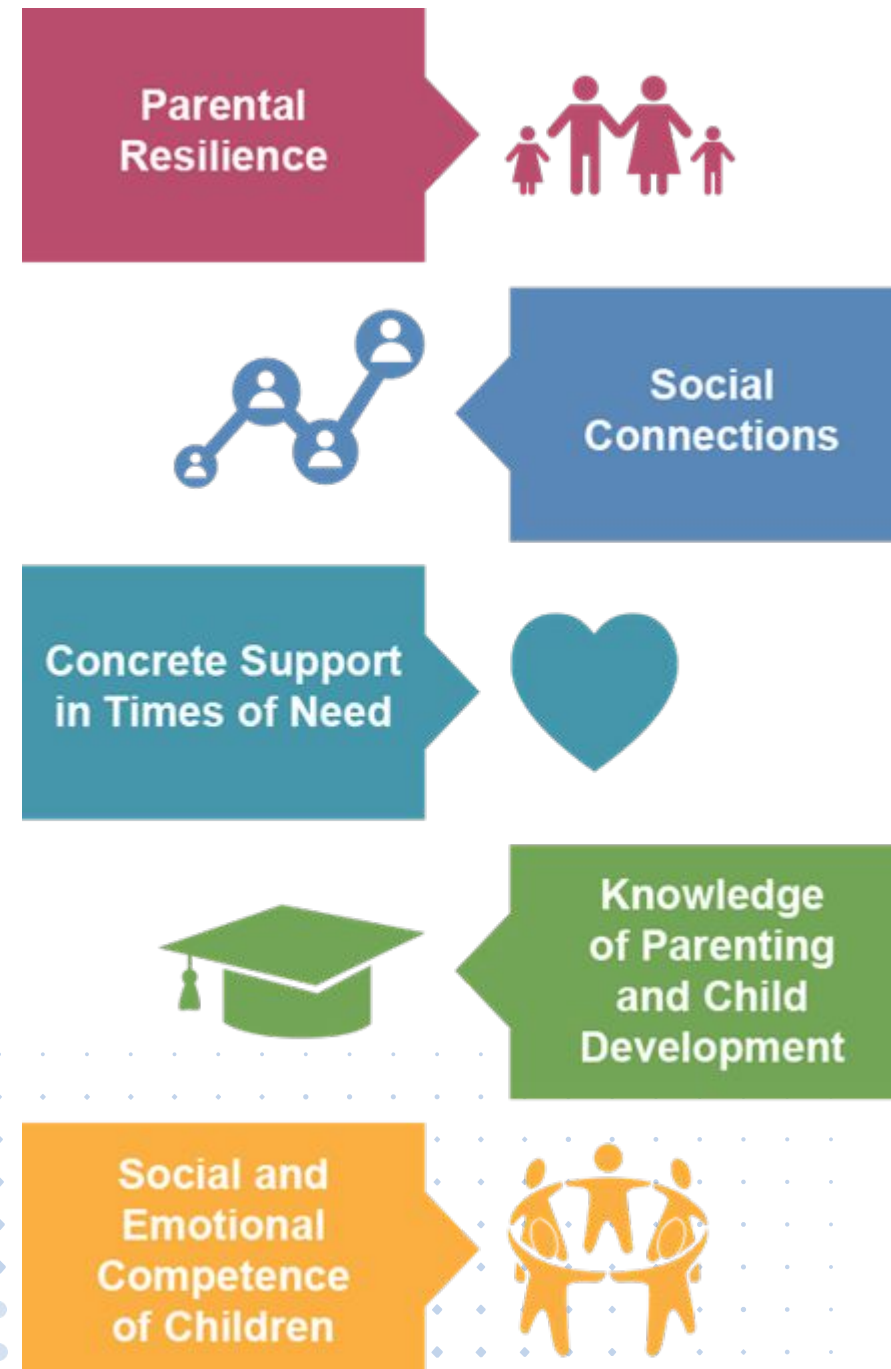 Parental
Resilience
Social
Connections
Concrete Support
in Times of Need
Knowledge
of Parenting
and Child
Development
Social and
Emotional
Competence
of Children